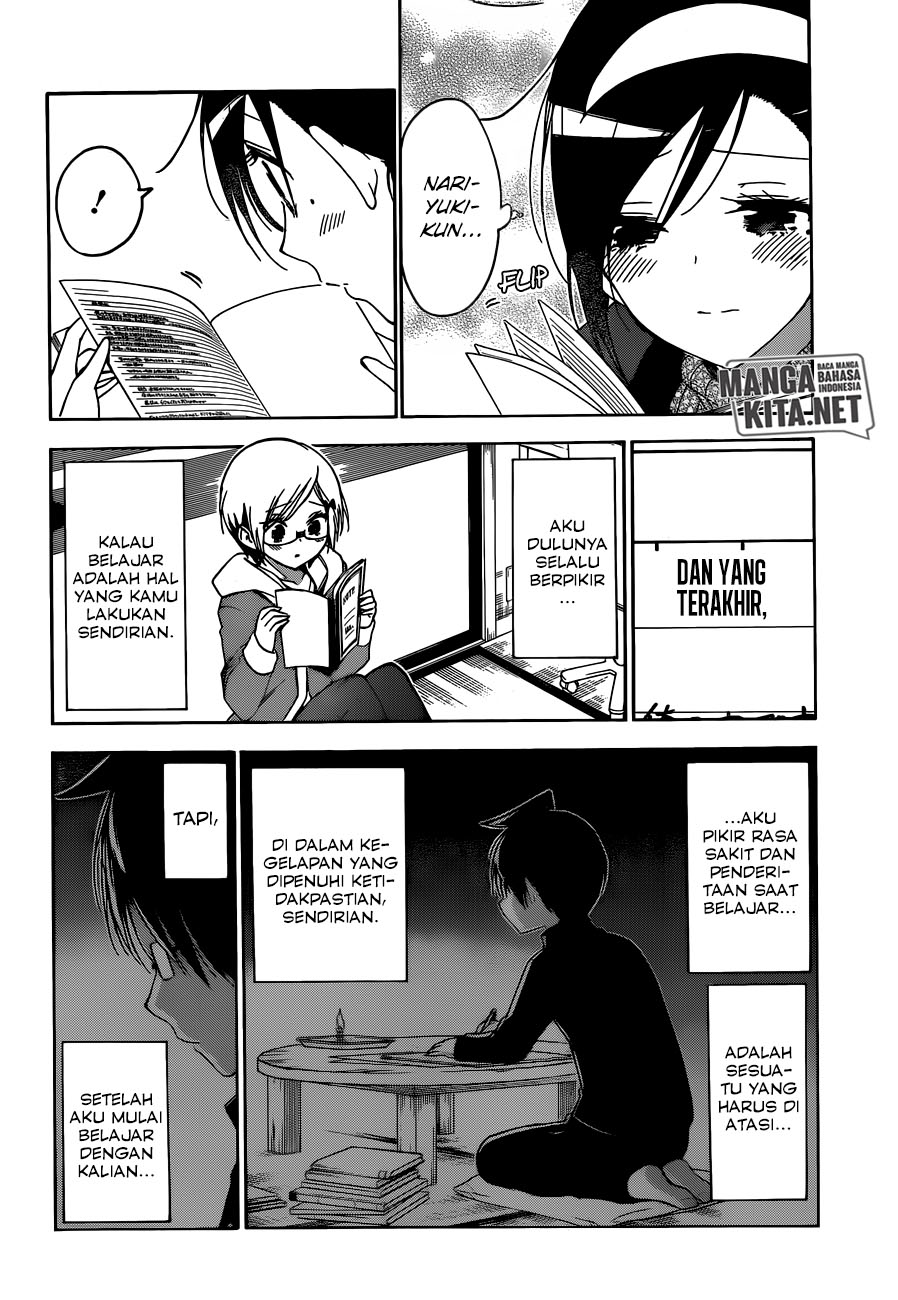 NARI-
YUKI-
KUN...
FLIP
!
MANGA
KITA.NET
BACA MANGA
BAHASA
INDONESIA
DAN YANG
TERAKHIR,
AKU
DULUNYA
SELALU
BERPIKIR
...
KALAU
BELAJAR
ADALAH HAL
YANG KAMU
LAKUKAN
SENDIRIAN.
...AKU
PIKIR RASA
SAKIT DAN
PENDERI-
TAAN SAAT
BELAJAR...
ADALAH
SESUA-
TU YANG
HARUS DI
ATASI...
DI DALAM KE-
GELAPAN YANG
DIPENUHI KETI-
DAKPASTIAN,
SENDIRIAN.
TAPI,
SETELAH
AKU MULAI
BELAJAR
DENGAN
KALIAN...